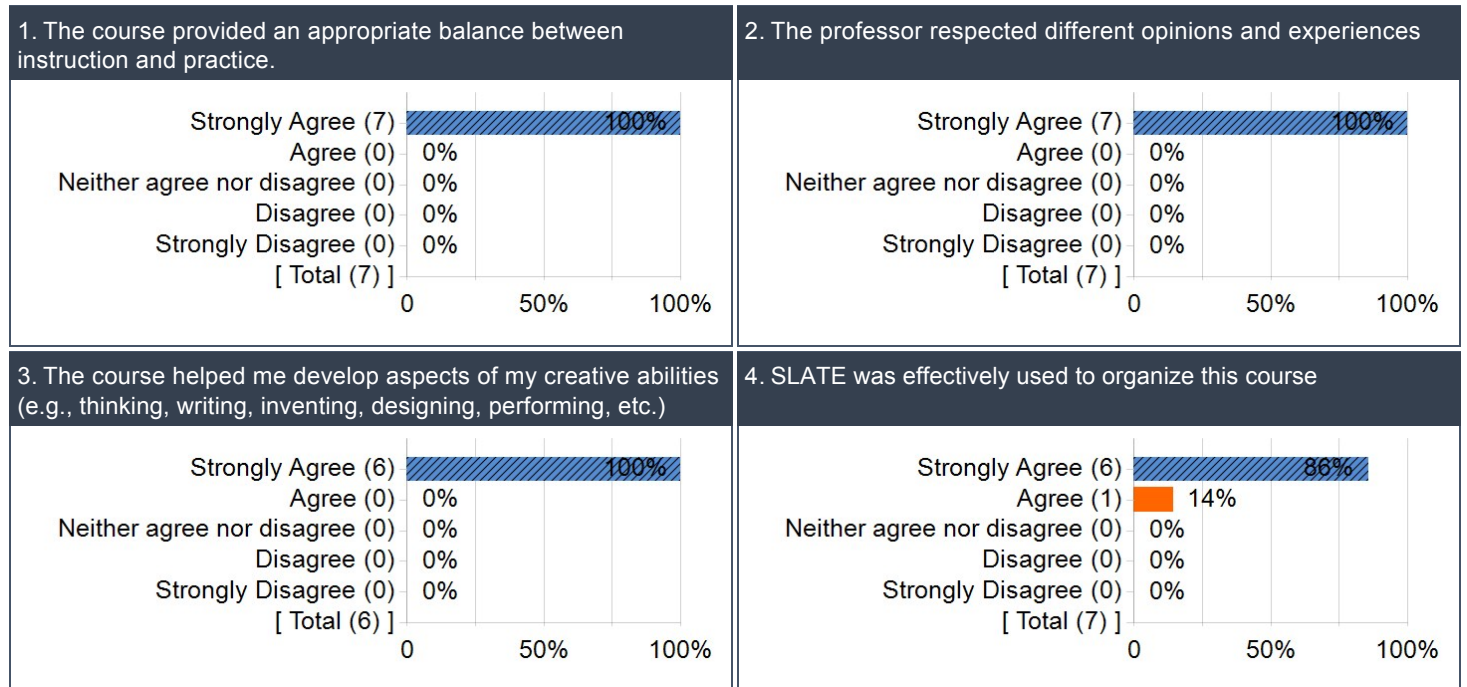 1. The course provided an appropriate balance between
instruction and practice.
Strongly Agree (7) 100%
Agree (0) 0%
Neither agree nor disagree (0) 0%
Disagree (0) 0%
Strongly Disagree (0) 0%
[ Total (7) ]
0 50% 100%
2. The professor respected different opinions and experiences
Strongly Agree (7) 100%
Agree (0) 0%
Neither agree nor disagree (0) 0%
Disagree (0) 0%
Strongly Disagree (0) 0%
[ Total (7) ]
0 50% 100%
3. The course helped me develop aspects of my creative abilities
(e.g., thinking, writing, inventing, designing, performing, etc.)
Strongly Agree (6) 100%
Agree (0) 0%
Neither agree nor disagree (0) 0%
Disagree (0) 0%
Strongly Disagree (0) 0%
[ Total (6) ]
0 50% 100%
4. SLATE was effectively used to organize this course
Strongly Agree (6) 86%
Agree (1) 14%
Neither agree nor disagree (0) 0%
Disagree (0) 0%
Strongly Disagree (0) 0%
[ Total (7) ]
0 50% 100%